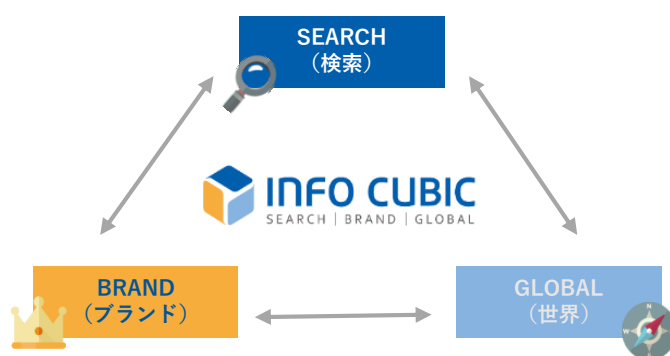 SEARCH
（検索）
INFO CUBIC
SEARCH | BRAND | GLOBAL
BRAND
（ブランド）
GLOBAL
（世界）
N
W